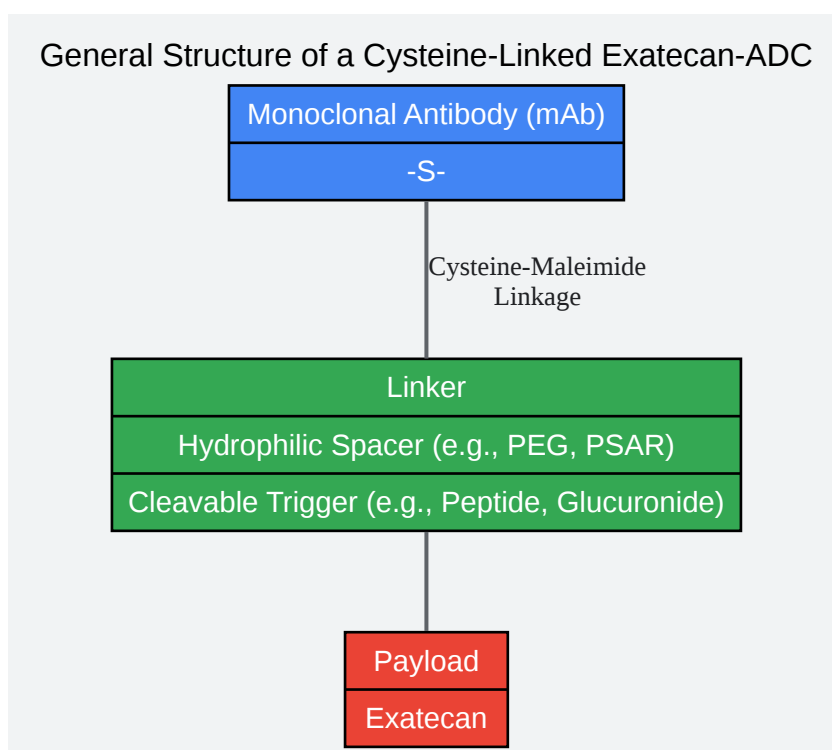 General Structure of a Cysteine-Linked Exatecan-ADC
Monoclonal Antibody (mAb)
-S-
Cysteine-Maleimide
Linkage
Linker
Hydrophilic Spacer (e.g., PEG, PSAR)
Cleavable Trigger (e.g., Peptide, Glucuronide)
Payload
Exatecan